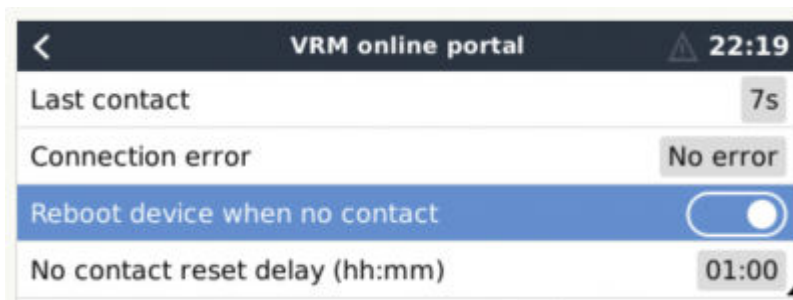 VRM online portal 22:19
Last contact 7s
Connection error No error
Reboot device when no contact
No contact reset delay (hh:mm) 01:00